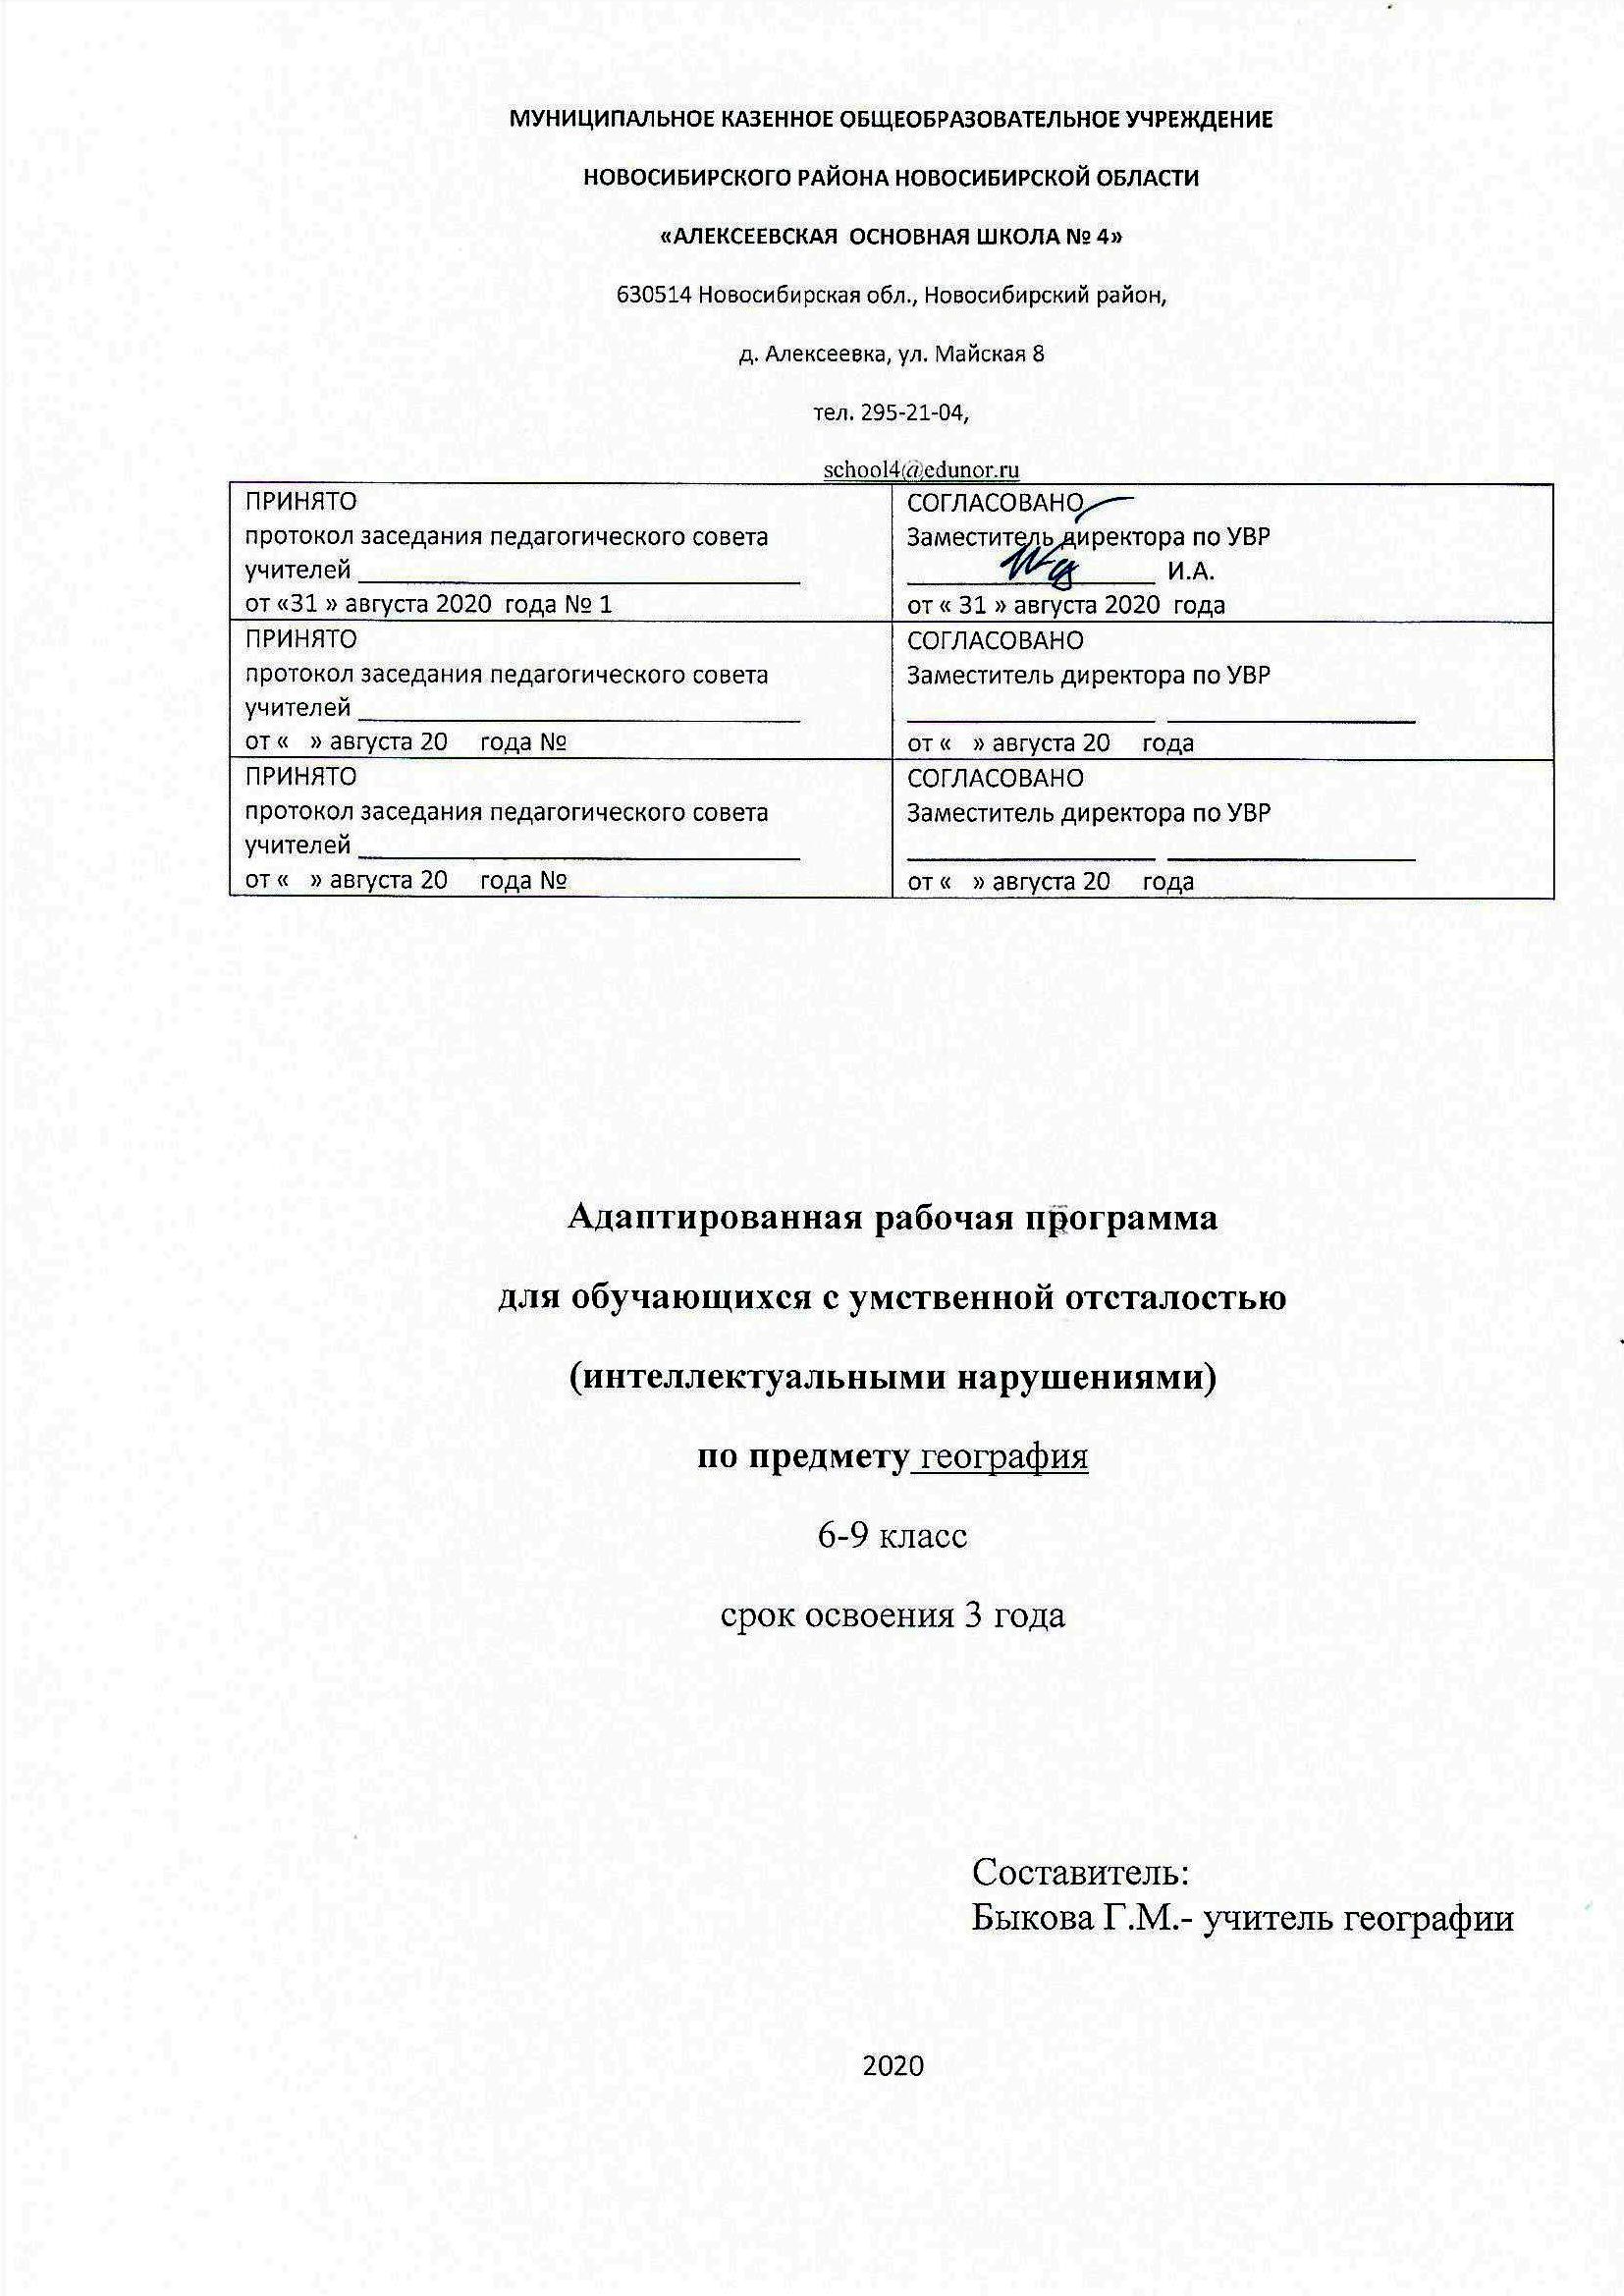 МУНИЦИПАЛЬНОЕ КАЗЕННОЕ ОБЩЕОБРАЗОВАТЕЛЬНОЕ УЧРЕЖДЕНИЕ
НОВОСИБИРСКОГО РАЙОНА НОВОСИБИРСКОЙ ОБЛАСТИ
«АЛЕКСЕЕВСКАЯ ОСНОВНАЯ ШКОЛА № 4»
630514 Новосибирская обл., Новосибирский район,
д. Алексеевка, ул. Майская 8
тел. 295-21-04,
school4@edunor.ru
ПРИНЯТО
протокол заседания педагогического совета
учителей
от «31 » августа 2020 года № 1
СОГЛАСОВАНО
Заместитель директора по УВР
И.А.
от « 31 » августа 2020 года
ПРИНЯТО
протокол заседания педагогического совета
учителей
от « » августа 20 года №
СОГЛАСОВАНО
Заместитель директора по УВР
от « » августа 20 года
ПРИНЯТО
протокол заседания педагогического совета
учителей
от « » августа 20 года №
СОГЛАСОВАНО
Заместитель директора по УВР
от « » августа 20 года
Адаптированная рабочая программа
для обучающихся с умственной отсталостью
(интеллектуальными нарушениями)
по предмету география
6-9 класс
срок освоения 3 года
Составитель:
Быкова Г.М.- учитель географии
2020